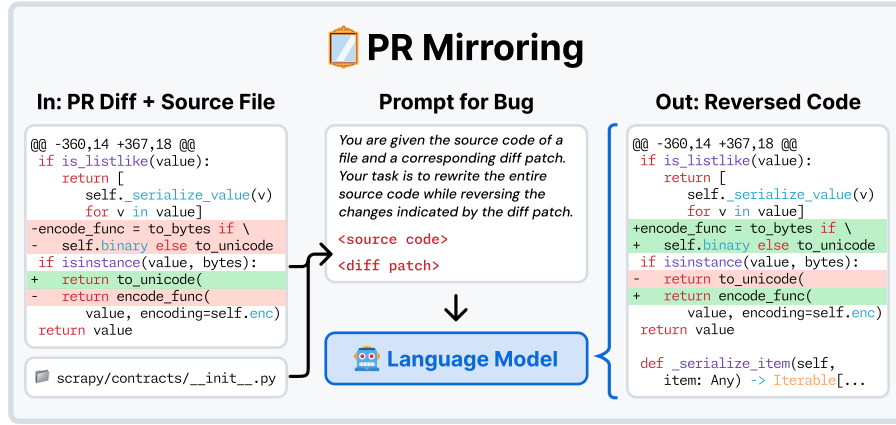 PR Mirroring
In: PR Diff + Source File
@@ -360,14 +367,18 @@
if is_listlike(value):
return [
self._serialize_value(v)
for v in value]
-encode_func = to_bytes if \
-   self.binary else to_unicode
if isinstance(value, bytes):
+   return to_unicode(
-   return encode_func(
value, encoding=self.enc)
return value
scrapy/contracts/__init__.py
Prompt for Bug
You are given the source code of a
file and a corresponding diff patch.
Your task is to rewrite the entire
source code while reversing the
changes indicated by the diff patch.
<source code>
<diff patch>
Language Model
Out: Reversed Code
@@ -360,14 +367,18 @@
if is_listlike(value):
return [
self._serialize_value(v)
for v in value]
+encode_func = to_bytes if \
+   self.binary else to_unicode
if isinstance(value, bytes):
-   return to_unicode(
+   return encode_func(
value, encoding=self.enc)
return value
def _serialize_item(self,
item: Any) -> Iterable[...